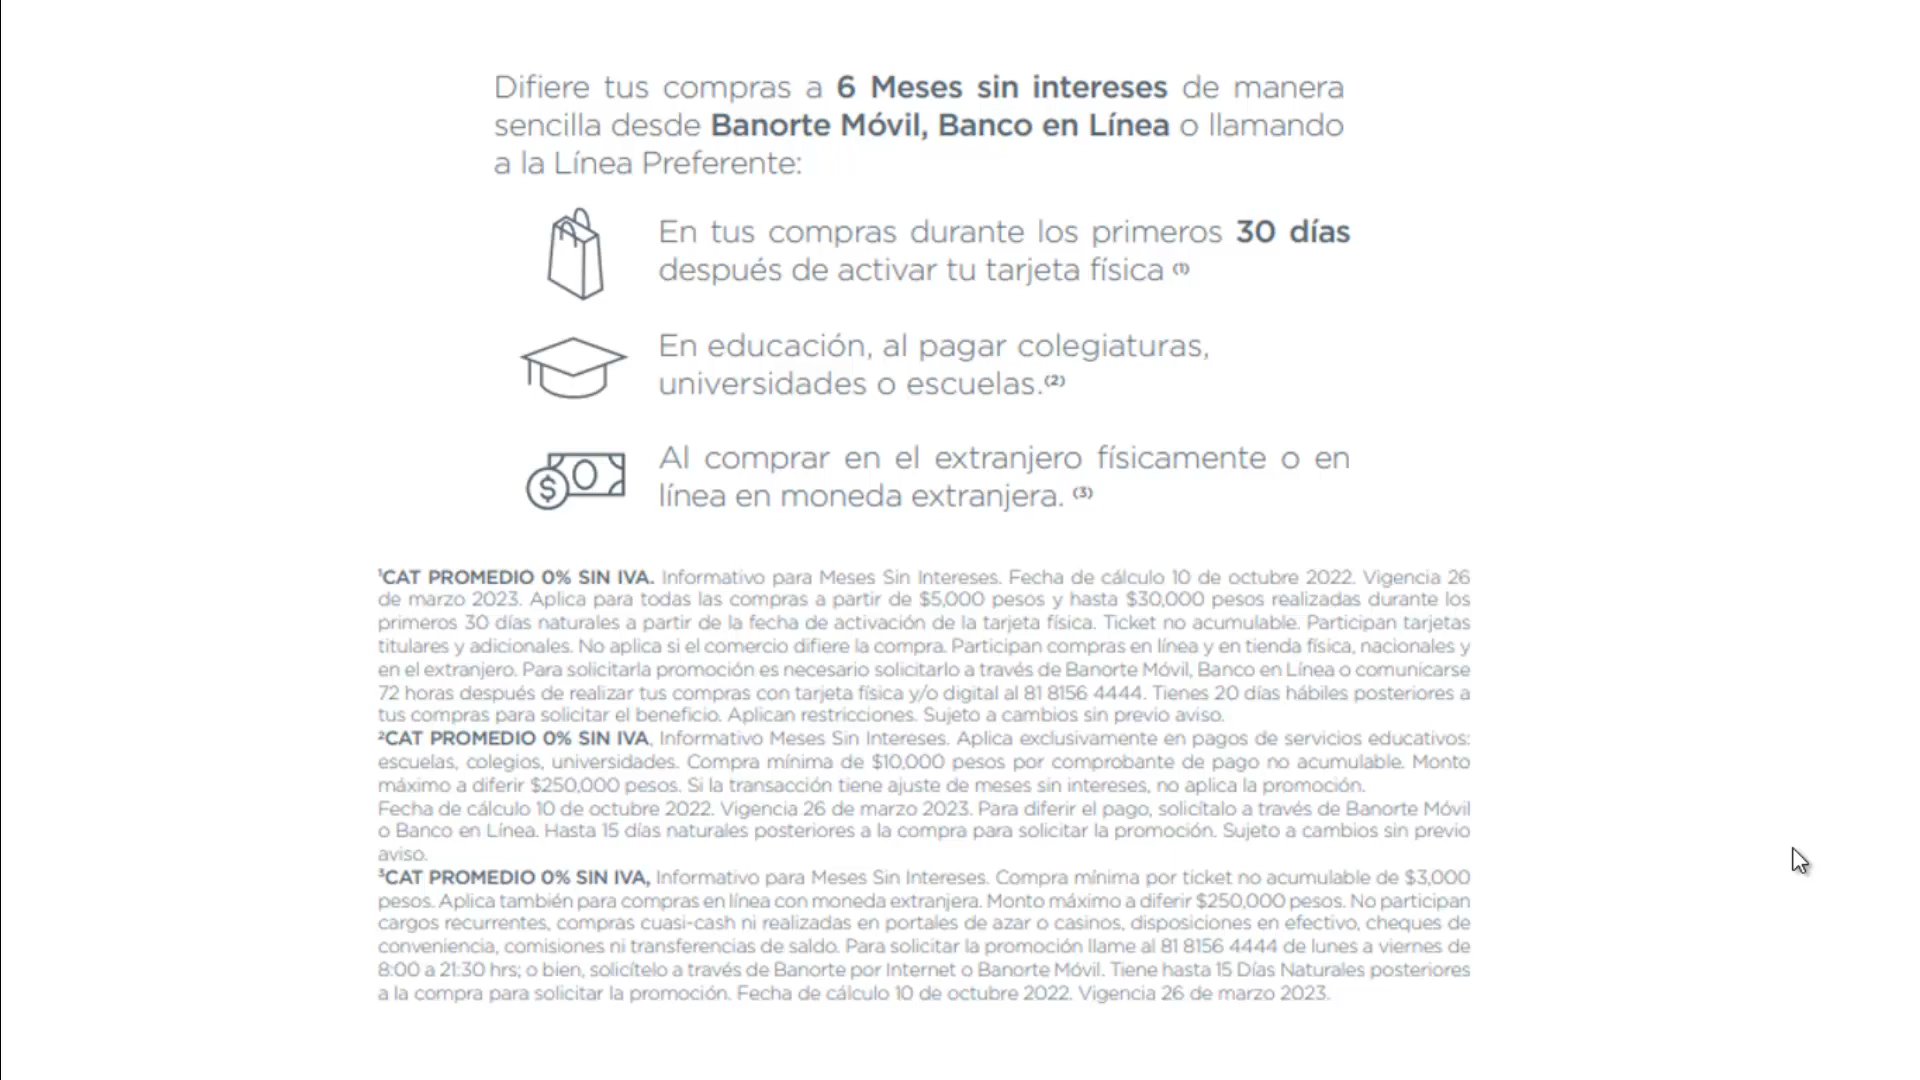 Difiere tus compras a 6 Meses sin intereses de manera
sencilla desde Banorte Móvil, Banco en Línea o llamando
a la Línea Preferente:
En tus compras durante los primeros 30 días
después de activar tu tarjeta física (1)
En educación, al pagar colegiaturas,
universidades o escuelas.(2)
$
Al comprar en el extranjero físicamente o en
línea en moneda extranjera. (3)
¹CAT PROMEDIO 0% SIN IVA. Informativo para Meses Sin Intereses. Fecha de cálculo 10 de octubre 2022. Vigencia 26
de marzo 2023. Aplica para todas las compras a partir de $5,000 pesos y hasta $30,000 pesos realizadas durante los
primeros 30 días naturales a partir de la fecha de activación de la tarjeta física. Ticket no acumulable. Participan tarjetas
titulares y adicionales. No aplica si el comercio difiere la compra. Participan compras en línea y en tienda física, nacionales y
en el extranjero. Para solicitarla promoción es necesario solicitarlo a través de Banorte Móvil, Banco en Línea o comunicarse
72 horas después de realizar tus compras con tarjeta física y/o digital al 81 8156 4444. Tienes 20 días hábiles posteriores a
tus compras para solicitar el beneficio. Aplican restricciones. Sujeto a cambios sin previo aviso.
²CAT PROMEDIO 0% SIN IVA, Informativo Meses Sin Intereses. Aplica exclusivamente en pagos de servicios educativos:
escuelas, colegios, universidades. Compra mínima de $10,000 pesos por comprobante de pago no acumulable. Monto
máximo a diferir $250,000 pesos. Si la transacción tiene ajuste de meses sin intereses, no aplica la promoción.
Fecha de cálculo 10 de octubre 2022. Vigencia 26 de marzo 2023. Para diferir el pago, solicítalo a través de Banorte Móvil
o Banco en Línea. Hasta 15 días naturales posteriores a la compra para solicitar la promoción. Sujeto a cambios sin previo
aviso.
³CAT PROMEDIO 0% SIN IVA, Informativo para Meses Sin Intereses. Compra mínima por ticket no acumulable de $3,000
pesos. Aplica también para compras en línea con moneda extranjera. Monto máximo a diferir $250,000 pesos. No participan
cargos recurrentes, compras cuasi-cash ni realizadas en portales de azar o casinos, disposiciones en efectivo, cheques de
conveniencia, comisiones ni transferencias de saldo. Para solicitar la promoción llame al 81 8156 4444 de lunes a viernes de
8:00 a 21:30 hrs; o bien, solicítelo a través de Banorte por Internet o Banorte Móvil. Tiene hasta 15 Días Naturales posteriores
a la compra para solicitar la promoción. Fecha de cálculo 10 de octubre 2022. Vigencia 26 de marzo 2023.